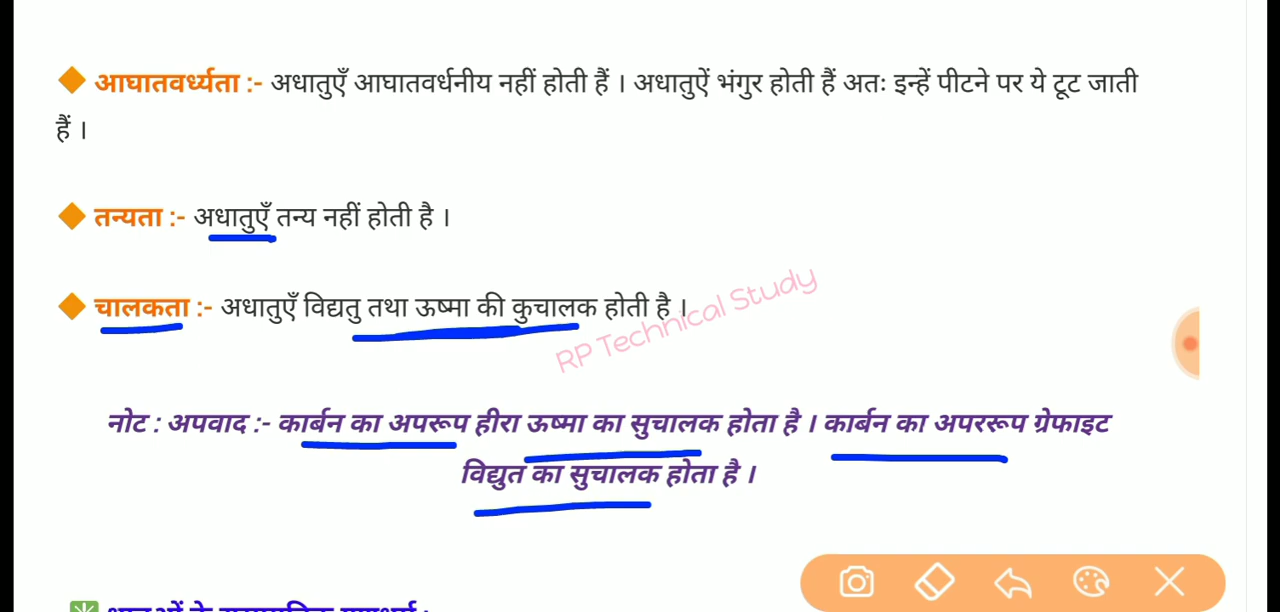 आघातवर्ध्यता :- अधातुएँ आघातवर्धनीय नहीं होती हैं । अधातुऐं भंगुर होती हैं अतः इन्हें पीटने पर ये टूट जाती
हैं ।
तन्यता :- अधातुएँ तन्य नहीं होती है ।
चालकता :- अधातुएँ विद्यतु तथा ऊष्मा की कुचालक होती है ।
RP Technical Study
नोट : अपवाद :- कार्बन का अपरूप हीरा ऊष्मा का सुचालक होता है । कार्बन का अपररूप ग्रेफाइट
विद्युत का सुचालक होता है ।